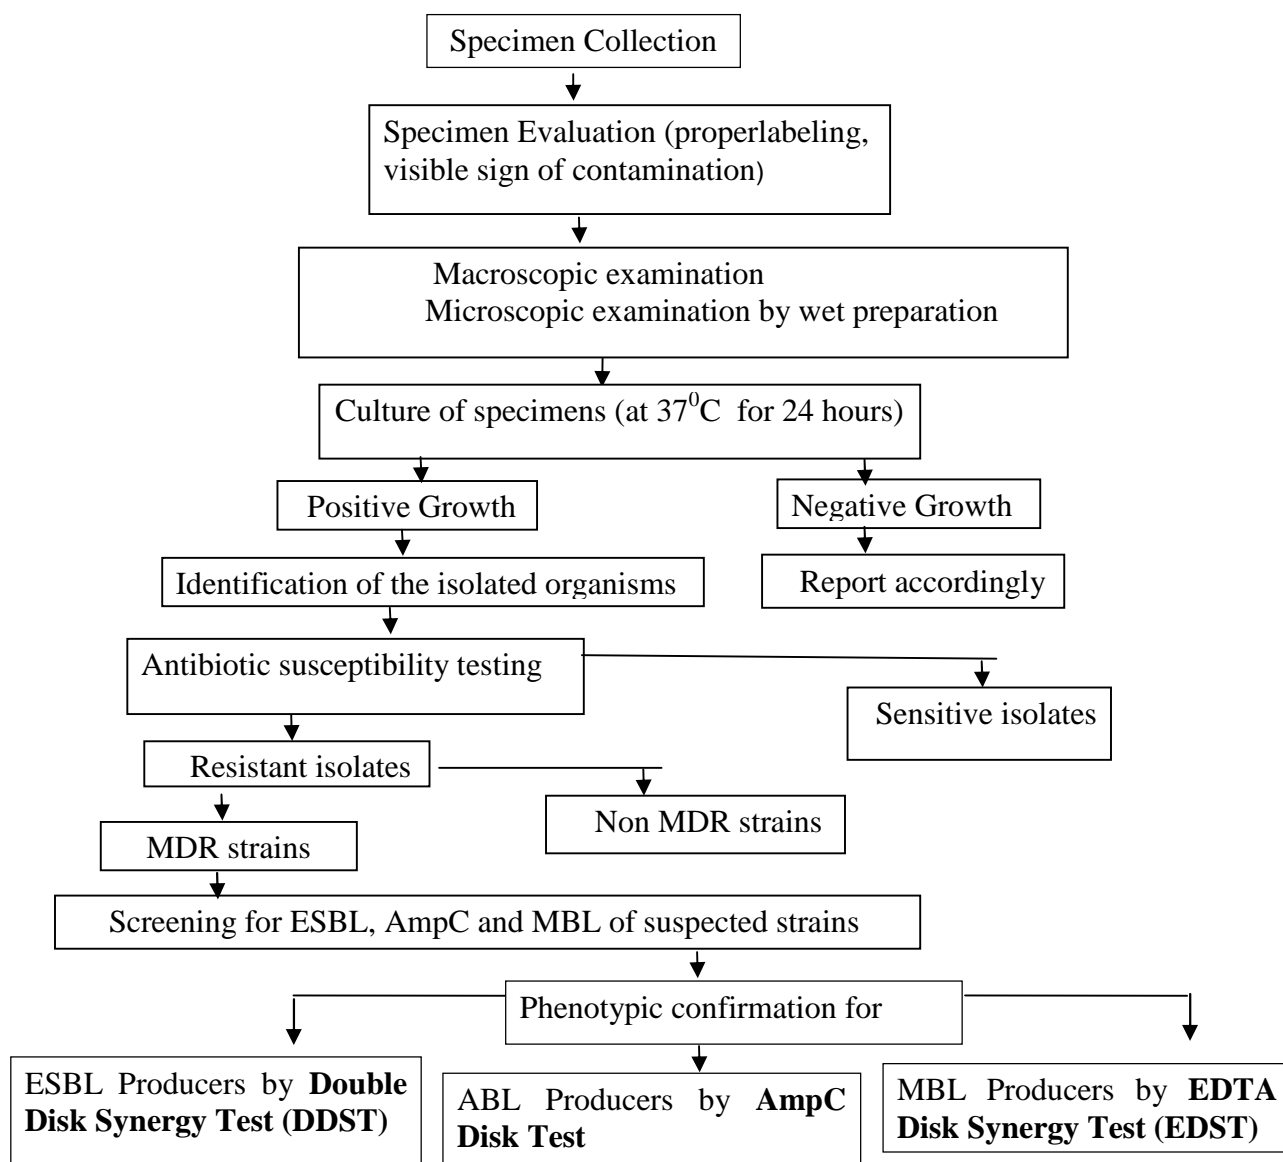 Specimen Collection
Specimen Evaluation (properlabeling,
visible sign of contamination)
Macroscopic examination
Microscopic examination by wet preparation
Culture of specimens (at 37⁰C for 24 hours)
Positive Growth
Negative Growth
Identification of the isolated organisms
Report accordingly
Antibiotic susceptibility testing
Sensitive isolates
Resistant isolates
Non MDR strains
MDR strains
Screening for ESBL, AmpC and MBL of suspected strains
Phenotypic confirmation for
ESBL Producers by Double
Disk Synergy Test (DDST)
ABL Producers by AmpC
Disk Test
MBL Producers by EDTA
Disk Synergy Test (EDST)